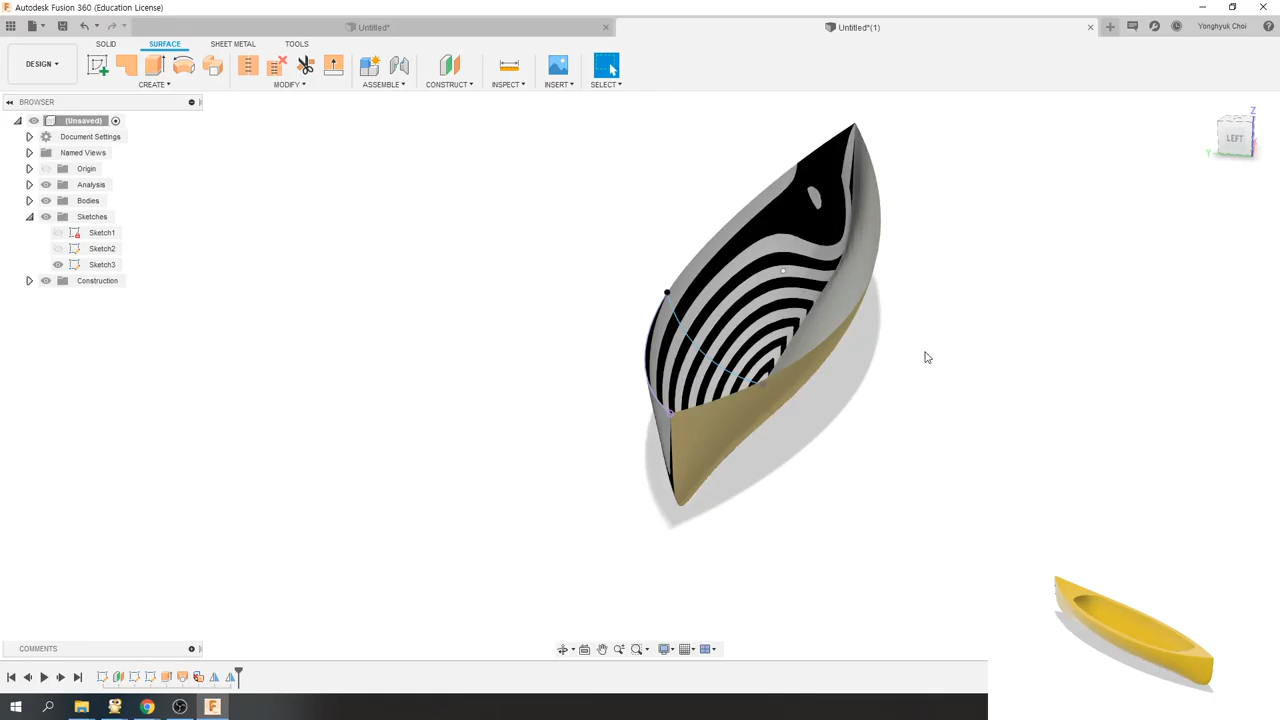 Autodesk Fusion 360 (Education License)
Untitled*
Untitled*(1)
Yonghyuk Choi
DESIGN
SOLID
SURFACE
SHEET METAL
TOOLS
CREATE
MODIFY
ASSEMBLE
CONSTRUCT
INSPECT
INSERT
SELECT
BROWSER
(Unsaved)
Document Settings
Named Views
Origin
Analysis
Bodies
Sketches
Sketch1
Sketch2
Sketch3
Construction
Z
LEFT
Y
COMMENTS